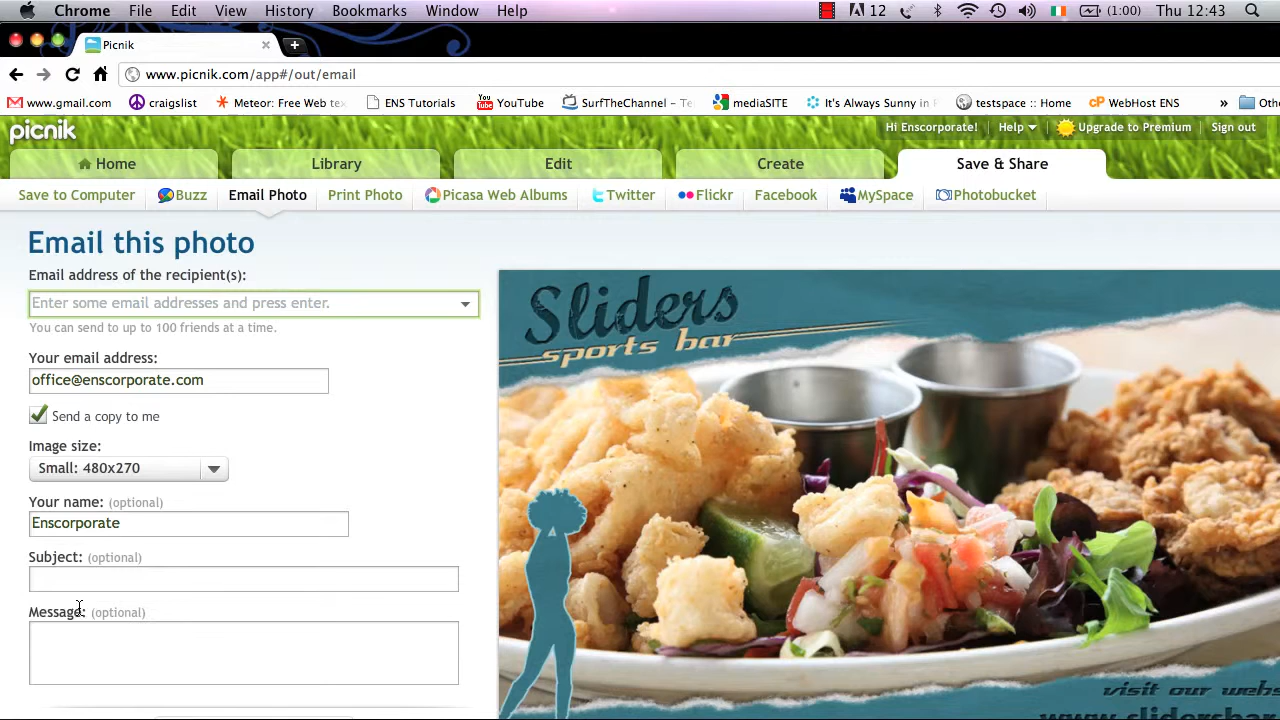 Chrome File Edit View History Bookmarks Window Help 12 (1:00) Thu 12:43
Picnik
www.picnik.com/app#/out/email
www.gmail.com craigslist Meteor: Free Web te ENS Tutorials YouTube SurfTheChannel - Te mediaSITE It's Always Sunny in testspace :: Home cP WebHost ENS » Oth
picnik Hi Enscorporate! Help Upgrade to Premium Sign out
Home Library Edit Create Save & Share
Save to Computer Buzz Email Photo Print Photo Picasa Web Albums Twitter Flickr Facebook MySpace Photobucket
Email this photo
Email address of the recipient(s):
Enter some email addresses and press enter.
You can send to up to 100 friends at a time.
Your email address:
office@enscorporate.com
Send a copy to me
Image size:
Small: 480x270
Your name: (optional)
Enscorporate
Subject: (optional)
Message: (optional)
Sliders
sports bar
visit our webs
www.slidersbar